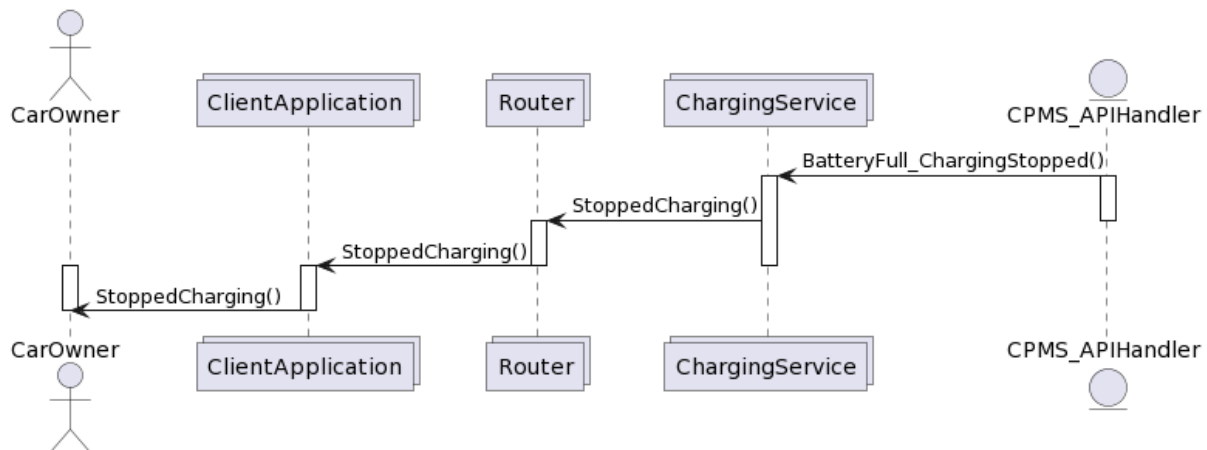 CarOwner
ClientApplication
Router
ChargingService
CPMS_APIHandler
BatteryFull_ChargingStopped()
StoppedCharging()
StoppedCharging()
StoppedCharging()
CarOwner
ClientApplication
Router
ChargingService
CPMS_APIHandler